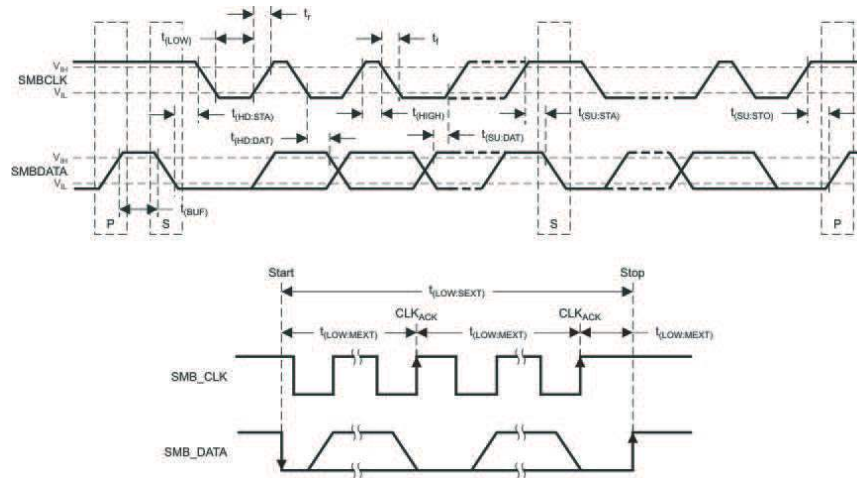 t(LOW)
tr
tf
VIH
SMBCLK
VIL
t(HD:STA)
t(HIGH)
t(SU:STA)
t(SU:STO)
t(HD:DAT)
t(SU:DAT)
VIH
SMBDATA
VIL
t(BUF)
P
S
S
P
Start
Stop
t(LOW:SEXT)
CLKACK
CLKACK
t(LOW:MEXT)
t(LOW:MEXT)
t(LOW:MEXT)
SMB_CLK
SMB_DATA